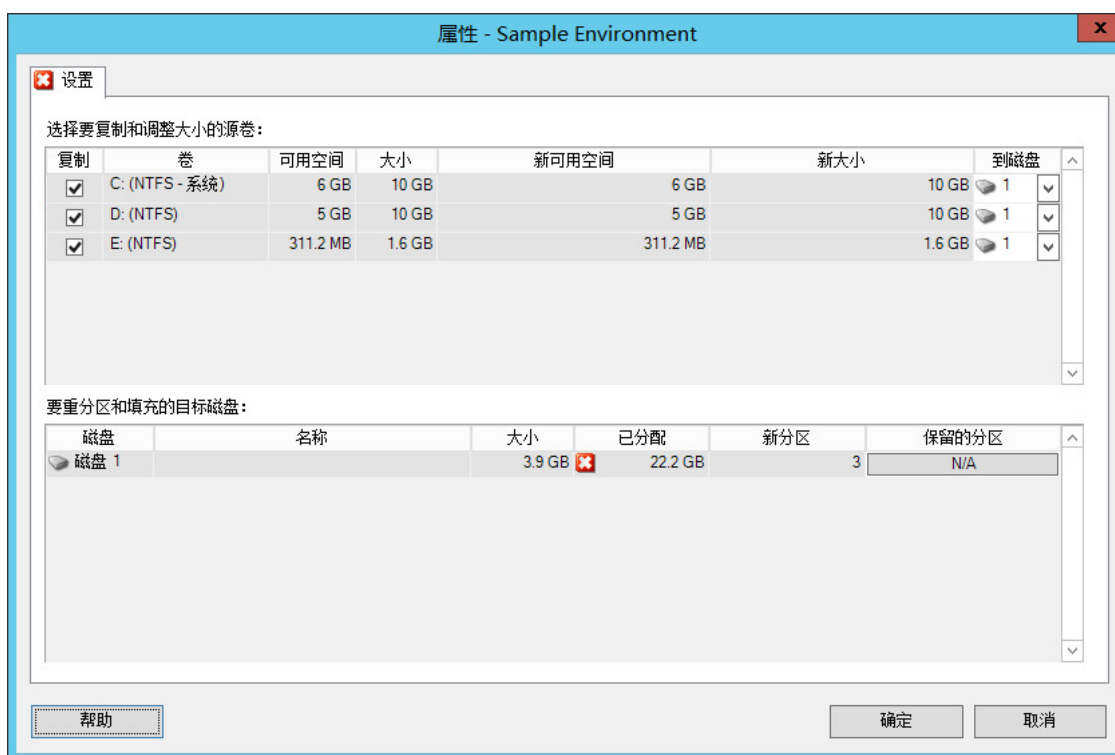 属性 - Sample Environment
x
设置
选择要复制和调整大小的源卷:
复制 卷 可用空间 大小 新可用空间 新大小 到磁盘
C: (NTFS - 系统) 6 GB 10 GB 6 GB 10 GB 1
D: (NTFS) 5 GB 10 GB 5 GB 10 GB 1
E: (NTFS) 311.2 MB 1.6 GB 311.2 MB 1.6 GB 1
要重分区和填充的目标磁盘:
磁盘 名称 大小 已分配 新分区 保留的分区
磁盘 1 3.9 GB 22.2 GB 3 N/A
帮助 确定 取消